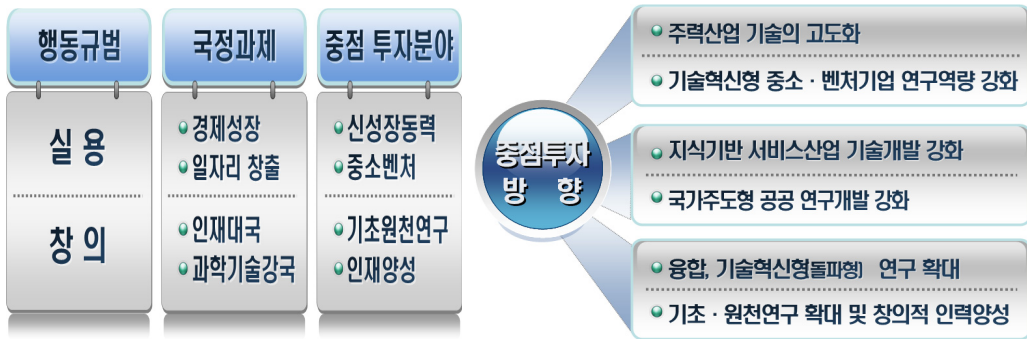 행동규범
실용
창의
국정과제
경제성장
일자리 창출
인재대국
과학기술강국
중점 투자분야
신성장동력
중소벤처
기초원천연구
인재양성
중점투자
방 향
주력산업 기술의 고도화
기술혁신형 중소 · 벤처기업 연구역량 강화
지식기반 서비스산업 기술개발 강화
국가주도형 공공 연구개발 강화
융합, 기술혁신형(돌파형) 연구 확대
기초 · 원천연구 확대 및 창의적 인력양성